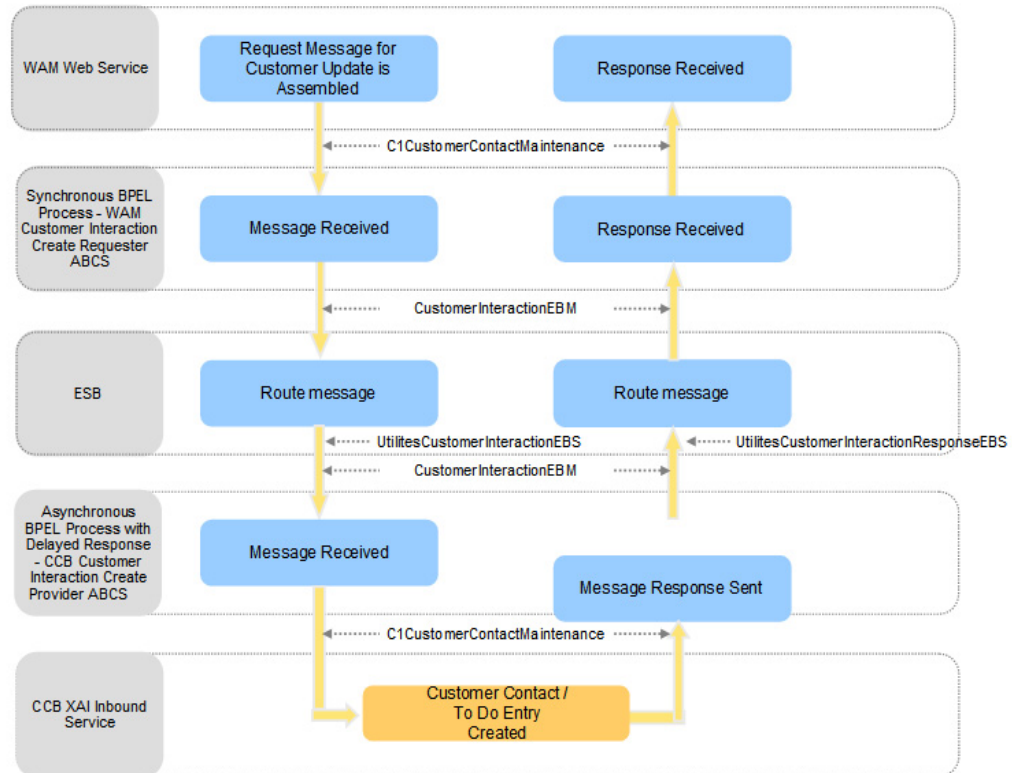 WAM Web Service
Request Message for
Customer Update is
Assembled
Response Received
C1CustomerContactMaintenance
Synchronous BPEL
Process - WAM
Customer Interaction
Create Requester
ABCS
Message Received
Response Received
CustomerInteractionEBM
ESB
Route message
Route message
UtilitesCustomerInteractionEBS
UtilitesCustomerInteractionResponseEBS
CustomerInteractionEBM
Asynchronous
BPEL Process with
Delayed Response
- CCB Customer
Interaction Create
Provider ABCS
Message Received
Message Response Sent
C1CustomerContactMaintenance
CCB XAI Inbound
Service
Customer Contact /
To Do Entry
Created